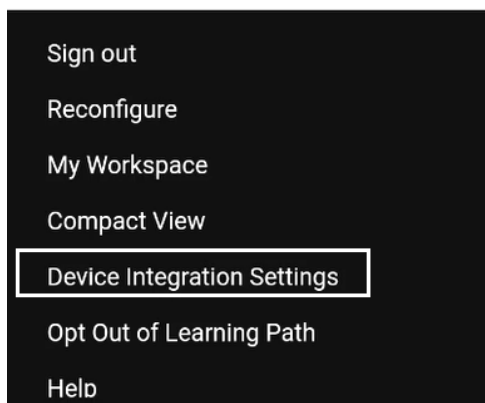 Sign out
Reconfigure
My Workspace
Compact View
Device Integration Settings
Opt Out of Learning Path
Help